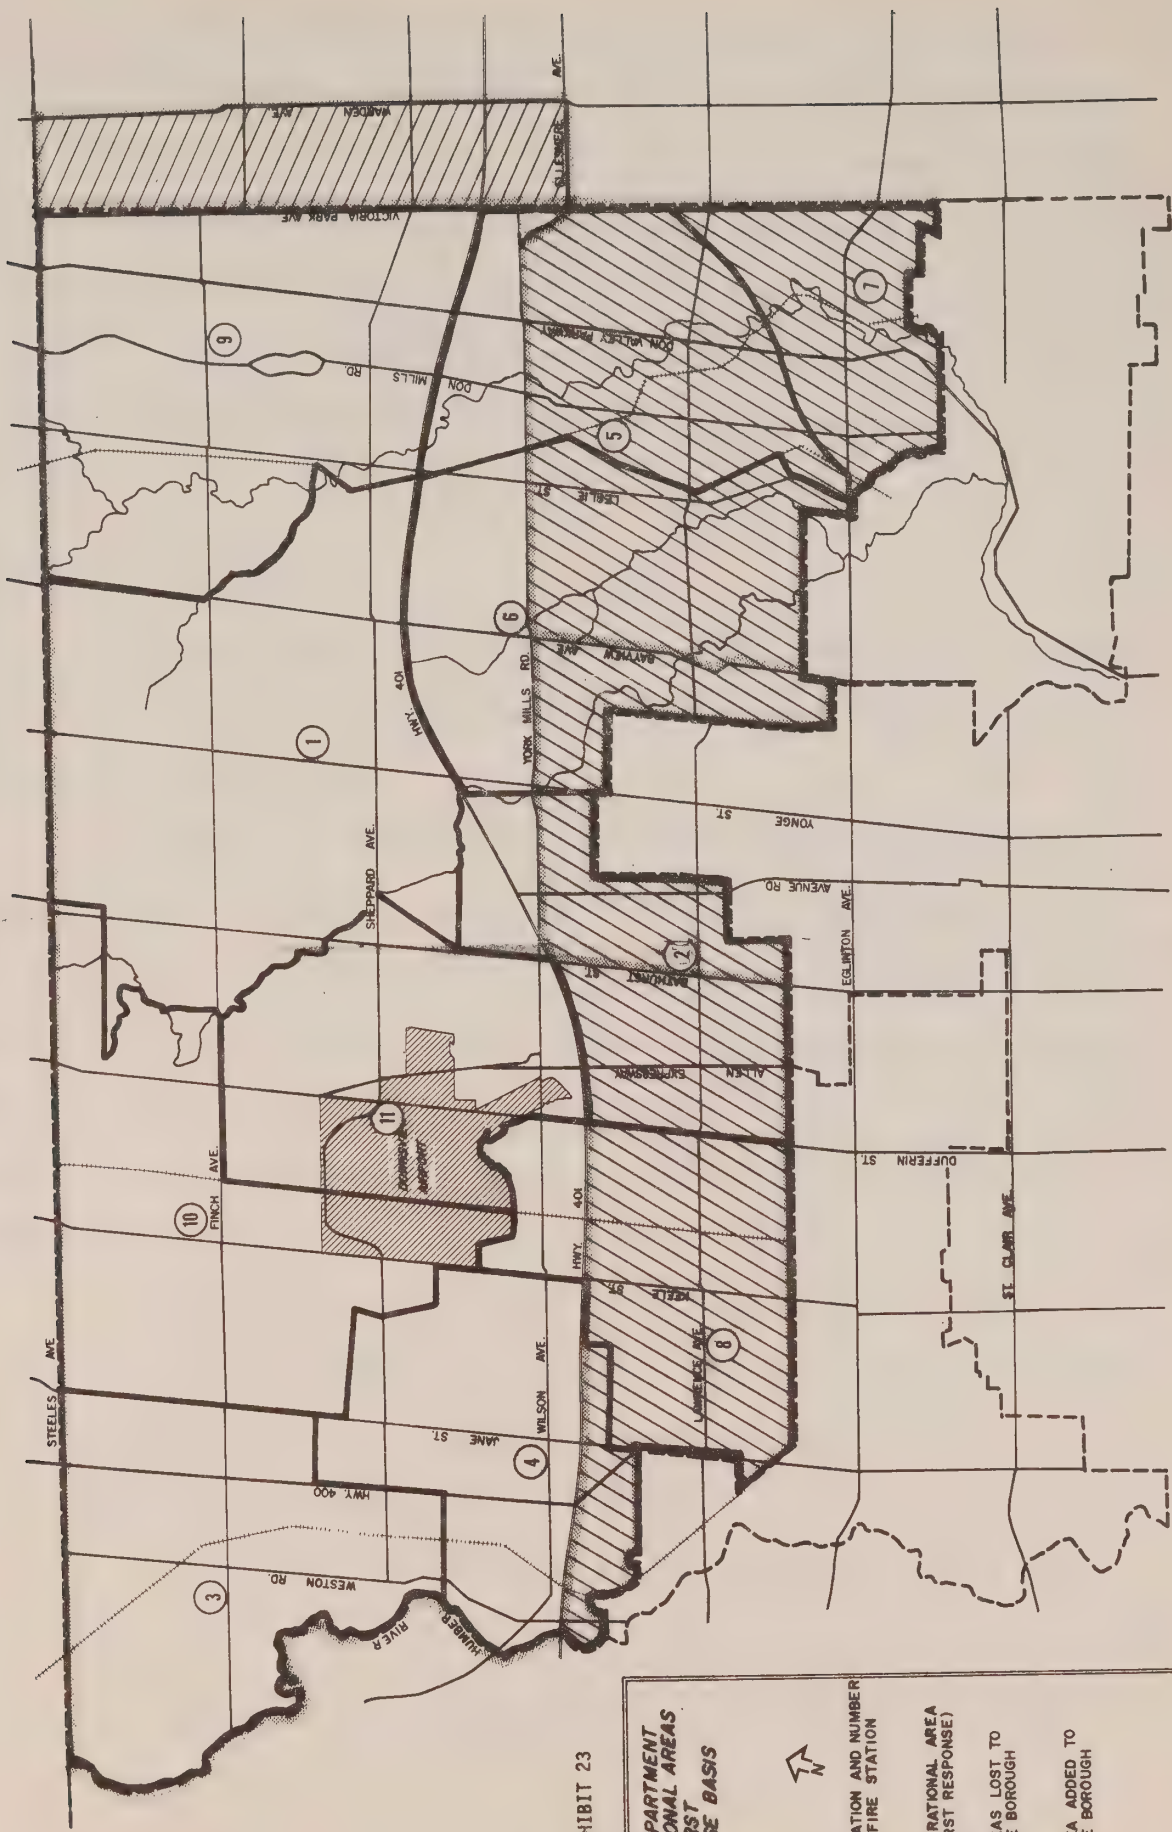 WARDEN AVE.
ELLESMERE AVE.
VICTORIA PARK AVE
9
DON MILLS RD.
DON VALLEY PARKWAY
7
5
LESLIE ST.
6
BAYVIEW AVE
YORK MILLS RD.
HWY. 401
1
SHEPPARD AVE.
YONGE ST.
AVENUE RD.
EGLINTON AVE.
2
BATHURST ST.
ALLEN EXPRESSWAY
11
AIRPORT
DUFFERIN ST.
10
FINCH AVE.
HWY. 401
KEELE ST.
ST. CLAIR AVE.
STEELES AVE.
WILSON AVE.
LAWRENCE AVE.
8
JANE ST.
4
HWY. 400
WESTON RD.
3
HUMBER RIVER
HIBIT 23
PARTMENT
ONAL AREAS
RST
SE BASIS
N
ATION AND NUMBER
FIRE STATION
RATIONAL AREA
RST RESPONSE)
AS LOST TO
E BOROUGH
A ADDED TO
E BOROUGH